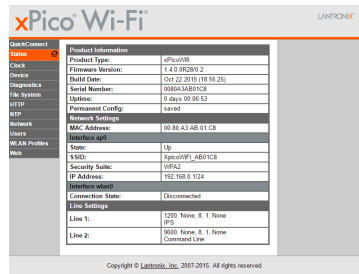 xPico® Wi-Fi®
LANTRONIX®
QuickConnect
Status
Clock
Device
Diagnostics
File System
HTTP
NTP
Network
Users
WLAN Profiles
Web
Product Information
Product Type: xPicoWifi
Firmware Version: 1.4.0.0R28/0.2
Build Date: Oct 22 2015 (18:55:25)
Serial Number: 0080A3AB01C8
Uptime: 0 days 00:06:53
Permanent Config: saved
Network Settings
MAC Address: 00:80:A3:AB:01:C8
Interface ap0
State: Up
SSID: XpicoWiFi_AB01C8
Security Suite: WPA2
IP Address: 192.168.0.1/24
Interface wlan0
Connection State: Disconnected
Line Settings
Line 1: 1200, None, 8, 1, None
IPS
Line 2: 9600, None, 8, 1, None
Command Line
Copyright © Lantronix, Inc. 2007-2015. All rights reserved.